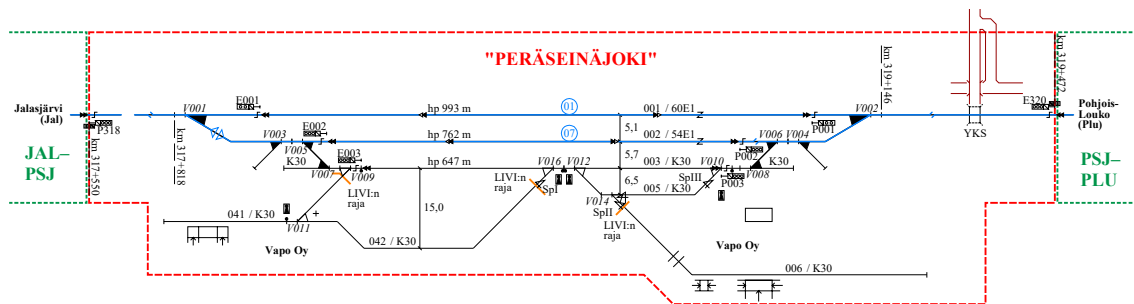 "PERÄSEINÄJOKI"
km 319+472
km 319+146
E320
E001
V001
01
001 / 60E1
V002
hp 993 m
Jalasjärvi
(Jal)
Pohjois-
Louko
(Plu)
P318
P001
YKS
5,1
E002
07
hp 762 m
002 / 54E1
V003
V005
V006
V004
P002
JAL–
PSJ
km 317+550
km 317+818
PSJ–
PLU
5,7
E003
K30
hp 647 m
V016
V012
003 / K30
V010
K30
V007
V009
V008
P003
LIVI:n
raja
SpI
6,5
SpIII
005 / K30
LIVI:n
raja
15,0
V014
SpII
LIVI:n
raja
041 / K30
V011
+
Vapo Oy
042 / K30
Vapo Oy
006 / K30